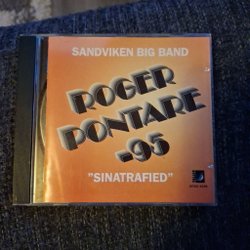 SANDVIKEN BIG BAND
ROGER
PONTARE
-95
"SINATRAFIED"